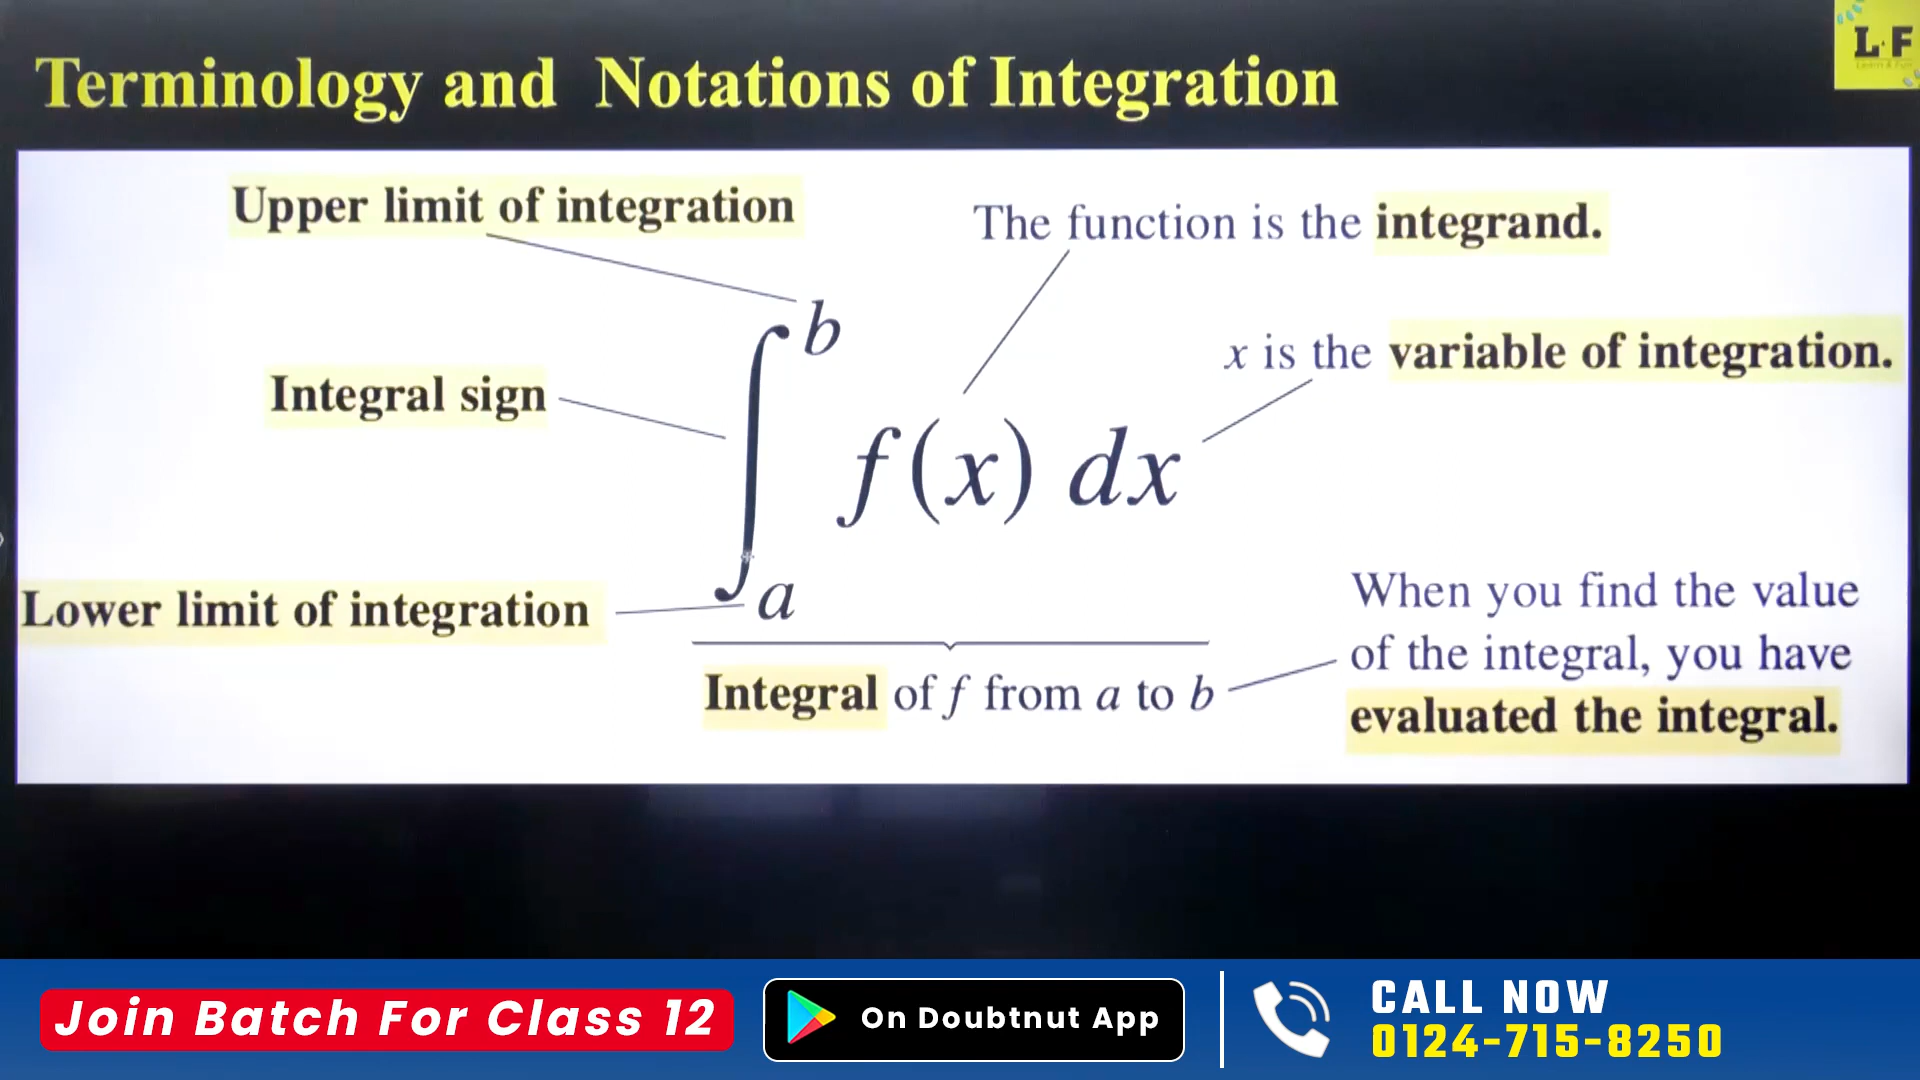 Terminology and Notations of Integration
L·F
Upper limit of integration
The function is the integrand.
b
x is the variable of integration.
Integral sign
∫ f(x) dx
Lower limit of integration
a
Integral of f from a to b
When you find the value
of the integral, you have
evaluated the integral.
Join Batch For Class 12
On Doubtnut App
CALL NOW
0124-715-8250